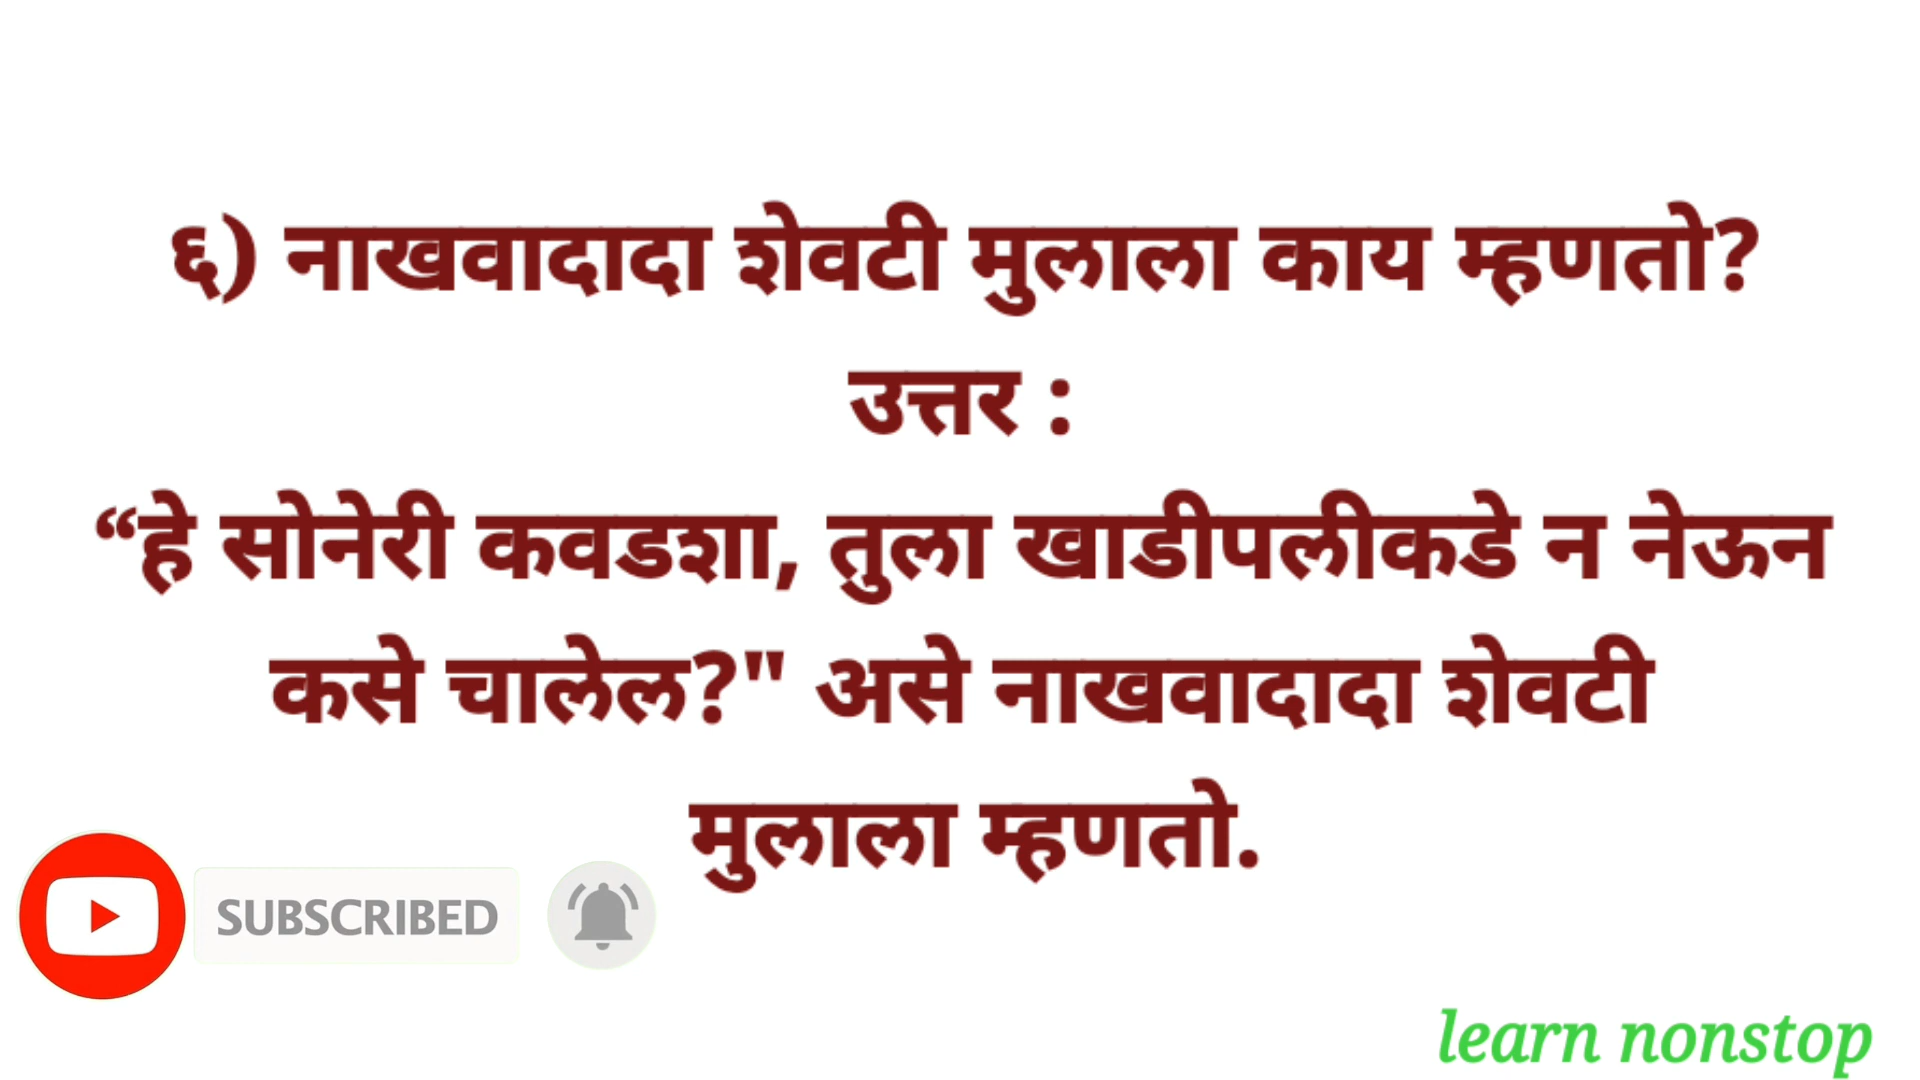 ६) नाखवादादा शेवटी मुलाला काय म्हणतो?
उत्तर :
“हे सोनेरी कवडशा, तुला खाडीपलीकडे न नेऊन
कसे चालेल?" असे नाखवादादा शेवटी
मुलाला म्हणतो.
SUBSCRIBED
learn nonstop